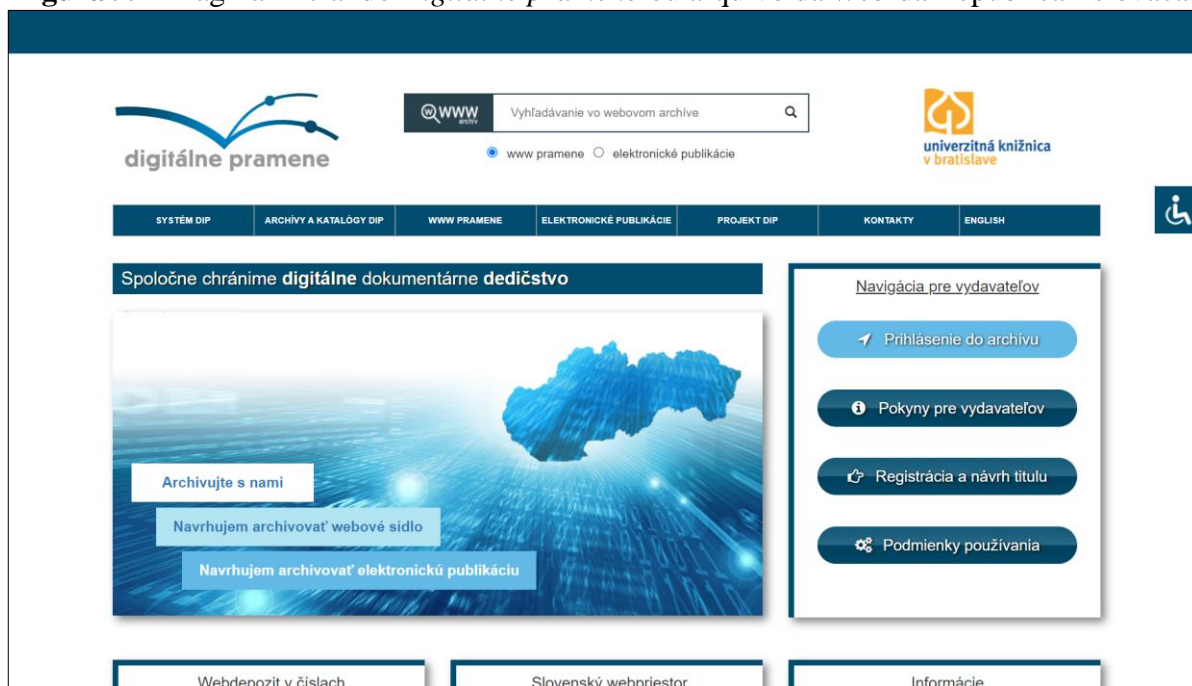 digitálne pramene
WWW
archív
Vyhľadávanie vo webovom archíve
www pramene
elektronické publikácie
univerzitná knižnica
v bratislave
SYSTÉM DIP
ARCHÍVY A KATALÓGY DIP
WWW PRAMENE
ELEKTRONICKÉ PUBLIKÁCIE
PROJEKT DIP
KONTAKTY
ENGLISH
Spoločne chránime digitálne dokumentárne dedičstvo
Archivujte s nami
Navrhujem archivovať webové sídlo
Navrhujem archivovať elektronickú publikáciu
Navigácia pre vydavateľov
Prihlásenie do archívu
Pokyny pre vydavateľov
Registrácia a návrh titulu
Podmienky používania
Webdepozit v číslach
Slovenský webpriestor
Informácie